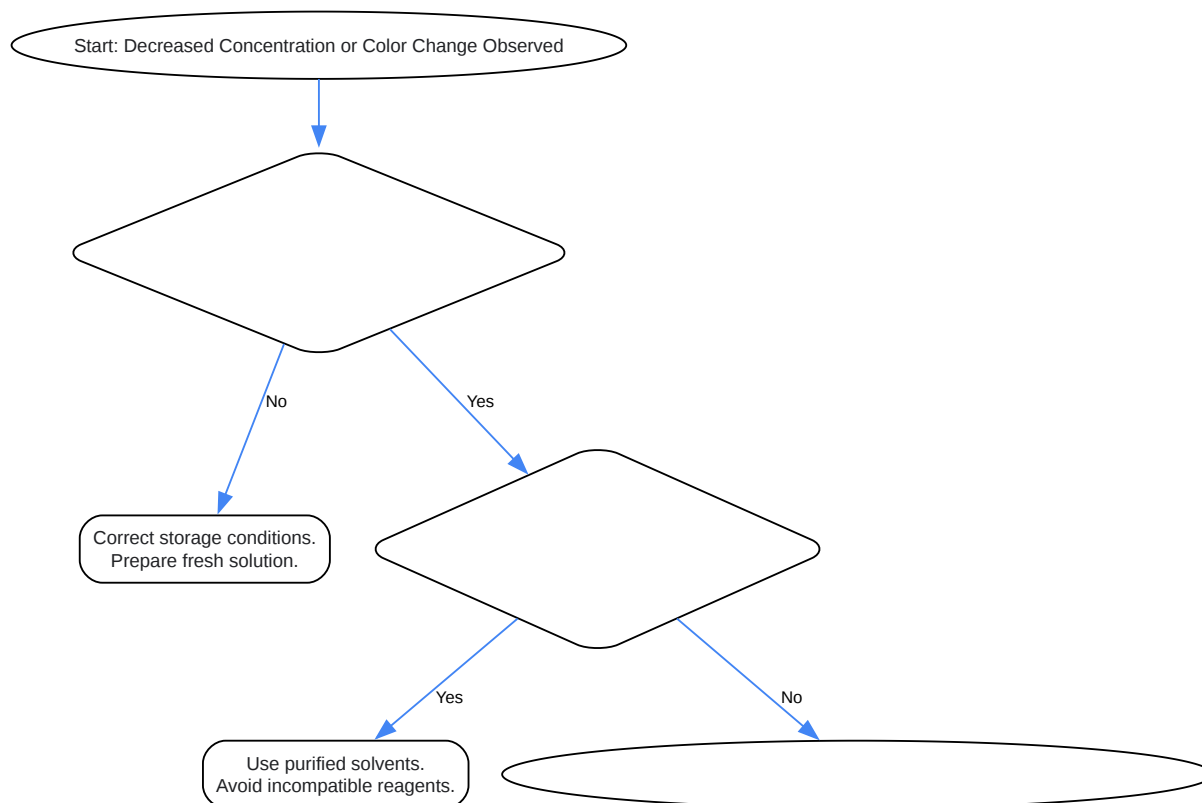 Start: Decreased Concentration or Color Change Observed
No
Yes
Correct storage conditions.
Prepare fresh solution.
Yes
No
Use purified solvents.
Avoid incompatible reagents.